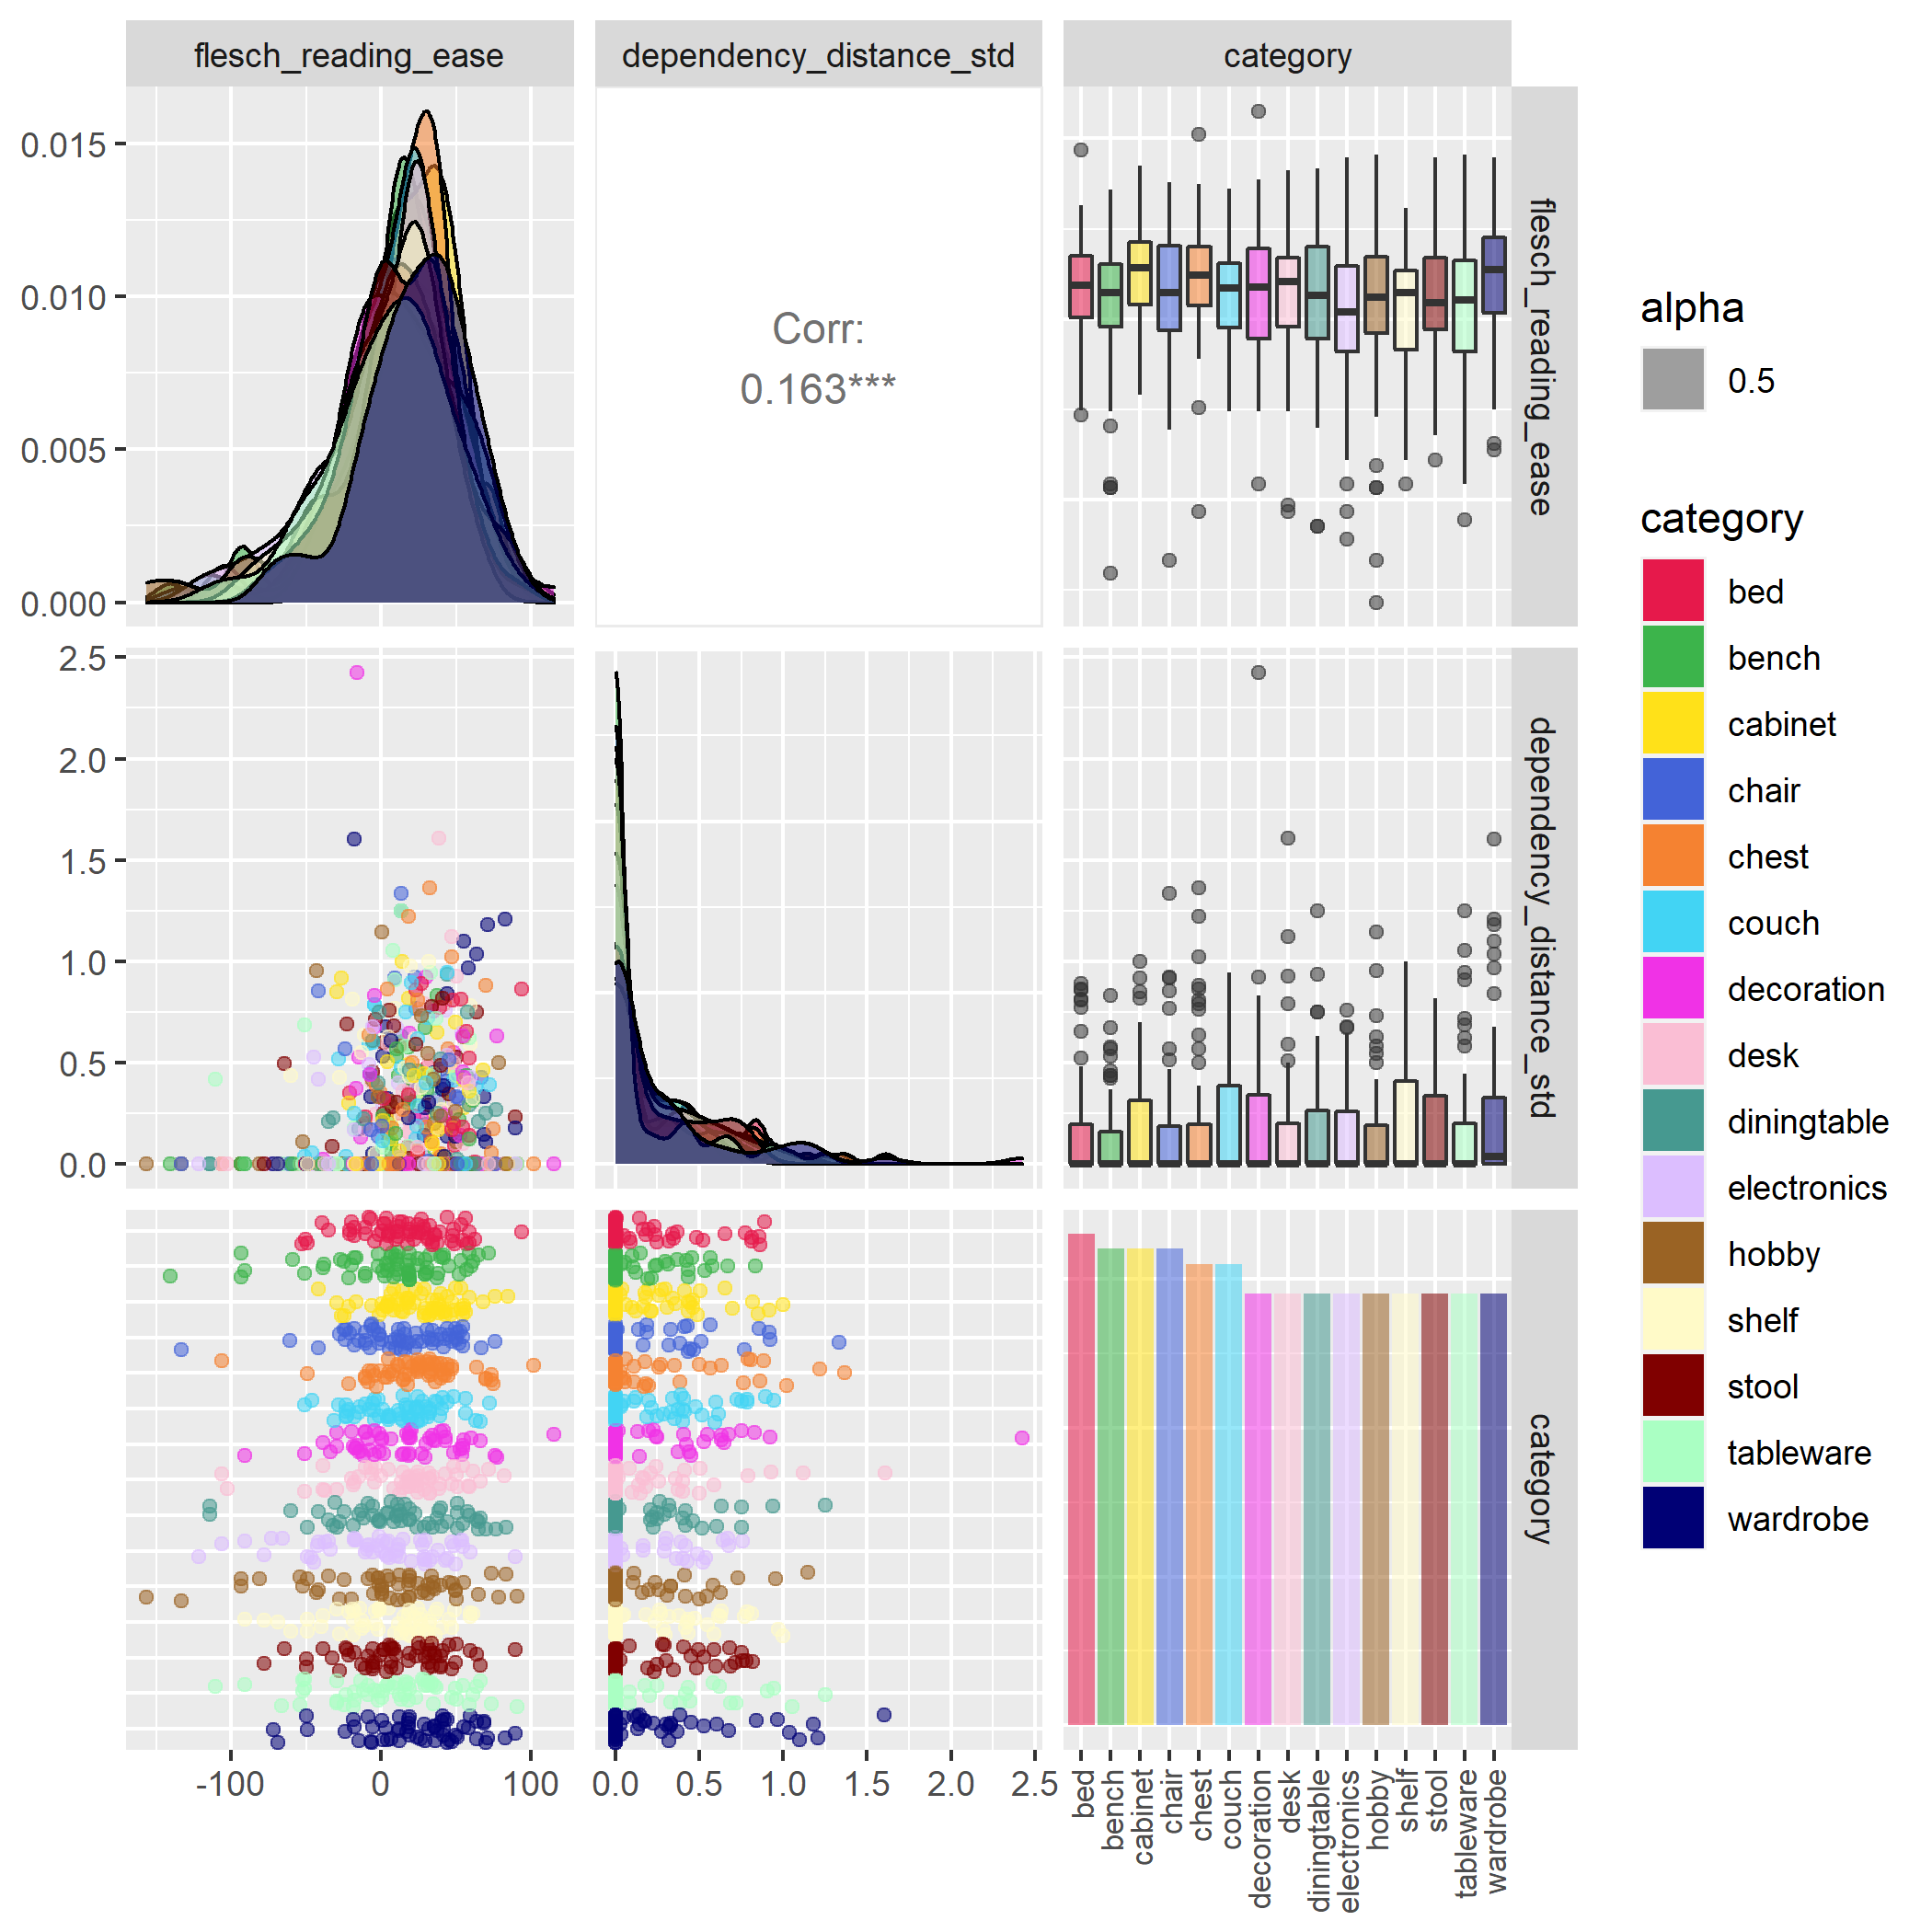 flesch_reading_ease
dependency_distance_std
category
0.015
0.010
0.005
0.000
Corr:
0.163***
flesch_reading_ease
2.5
2.0
1.5
1.0
0.5
0.0
dependency_distance_std
category
-100
0
100
0.0
0.5
1.0
1.5
2.0
2.5
bed
bench
cabinet
chair
chest
couch
decoration
desk
diningtable
electronics
hobby
shelf
stool
tableware
wardrobe
alpha
0.5
category
bed
bench
cabinet
chair
chest
couch
decoration
desk
diningtable
electronics
hobby
shelf
stool
tableware
wardrobe